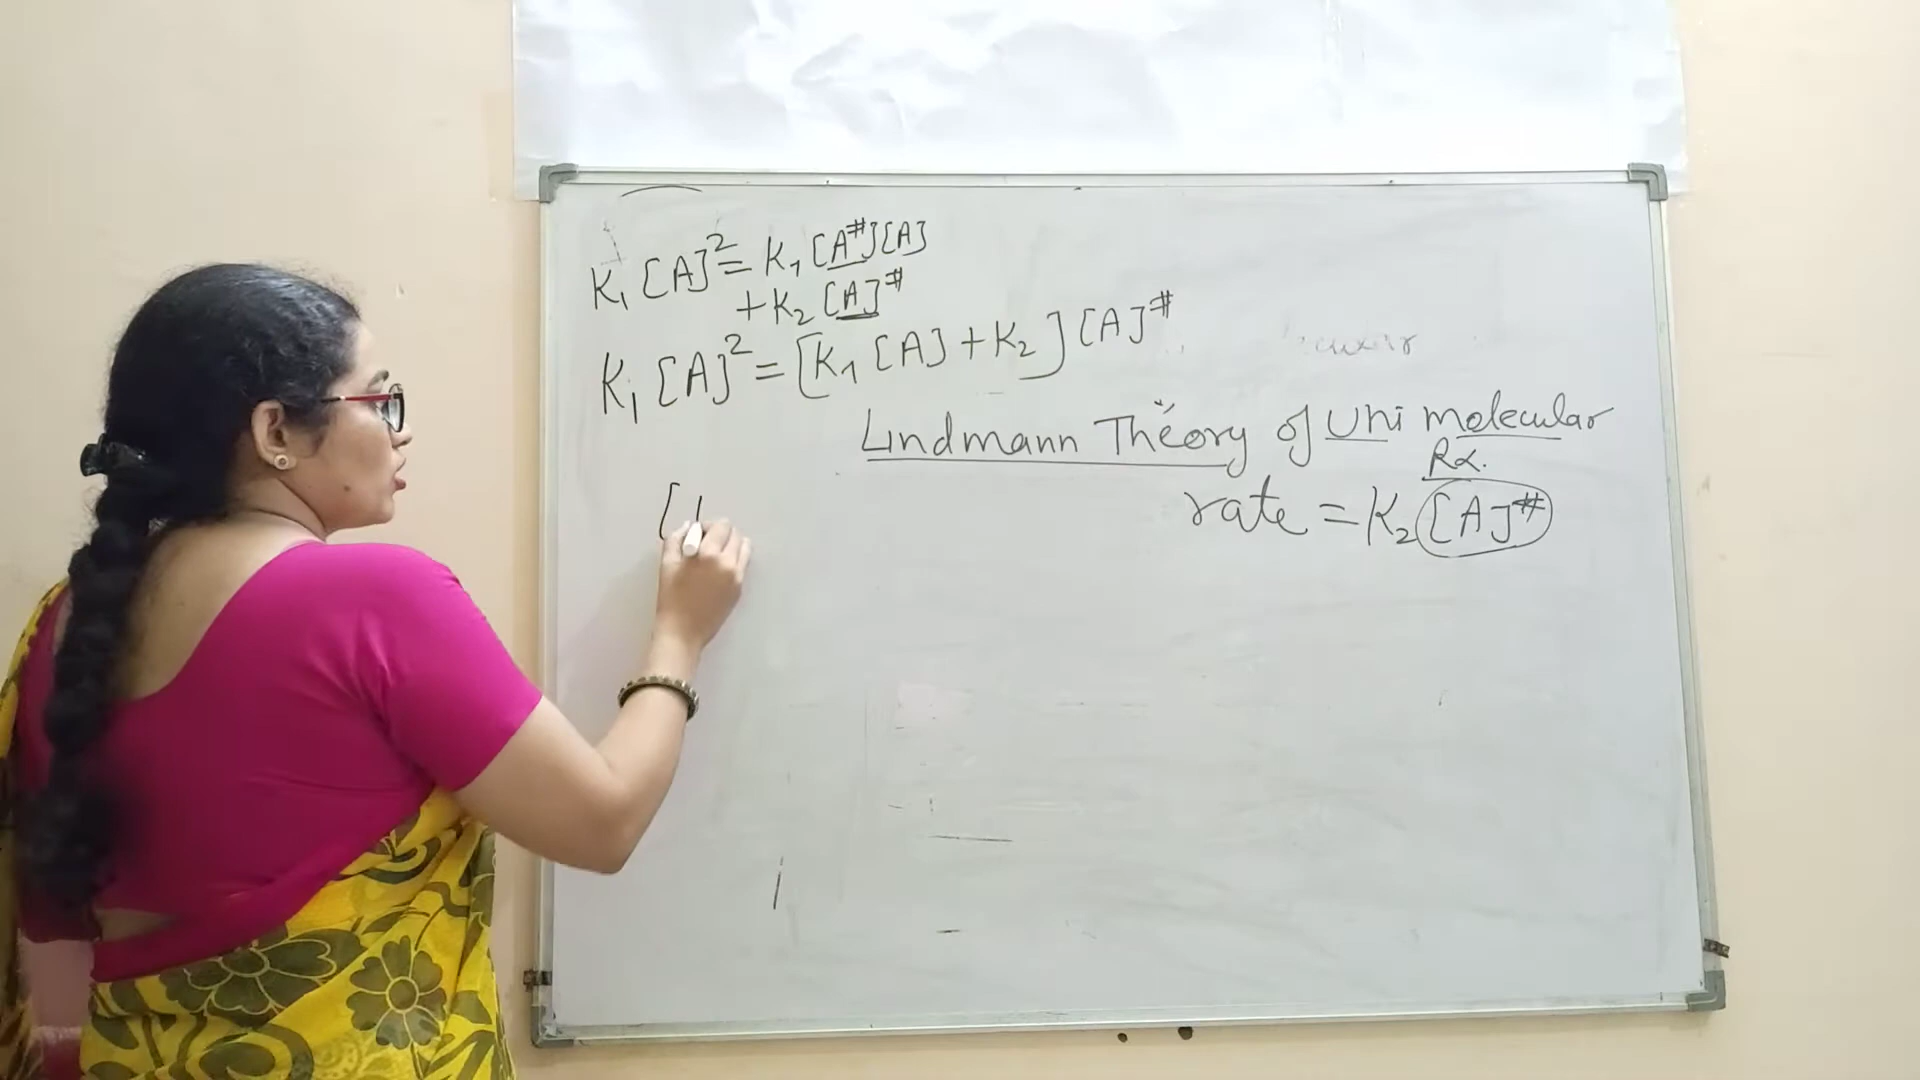 K₁ [A]² = K₁ [A#][A]
+ K₂ [A]#
K₁ [A]² = [K₁ [A] + K₂] [A]#
Lindmann Theory of Uni molecular
Rx.
rate = K₂ [A]#
[